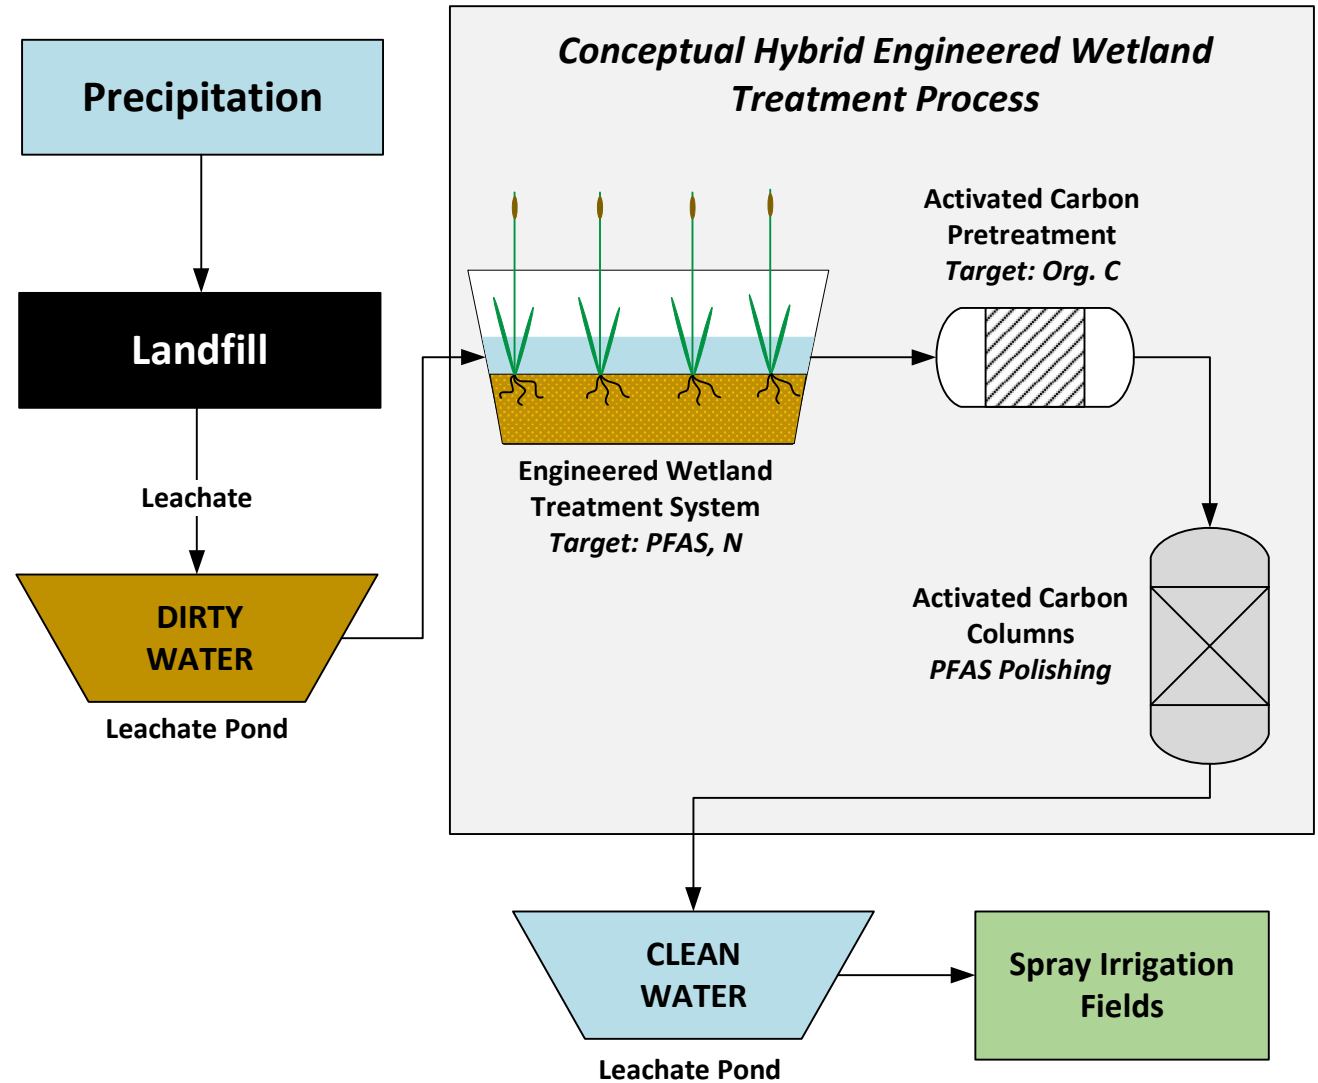 Conceptual Hybrid Engineered Wetland
Treatment Process
Precipitation
Landfill
Leachate
DIRTY
WATER
Leachate Pond
Engineered Wetland
Treatment System
Target: PFAS, N
Activated Carbon
Pretreatment
Target: Org. C
Activated Carbon
Columns
PFAS Polishing
CLEAN
WATER
Leachate Pond
Spray Irrigation
Fields